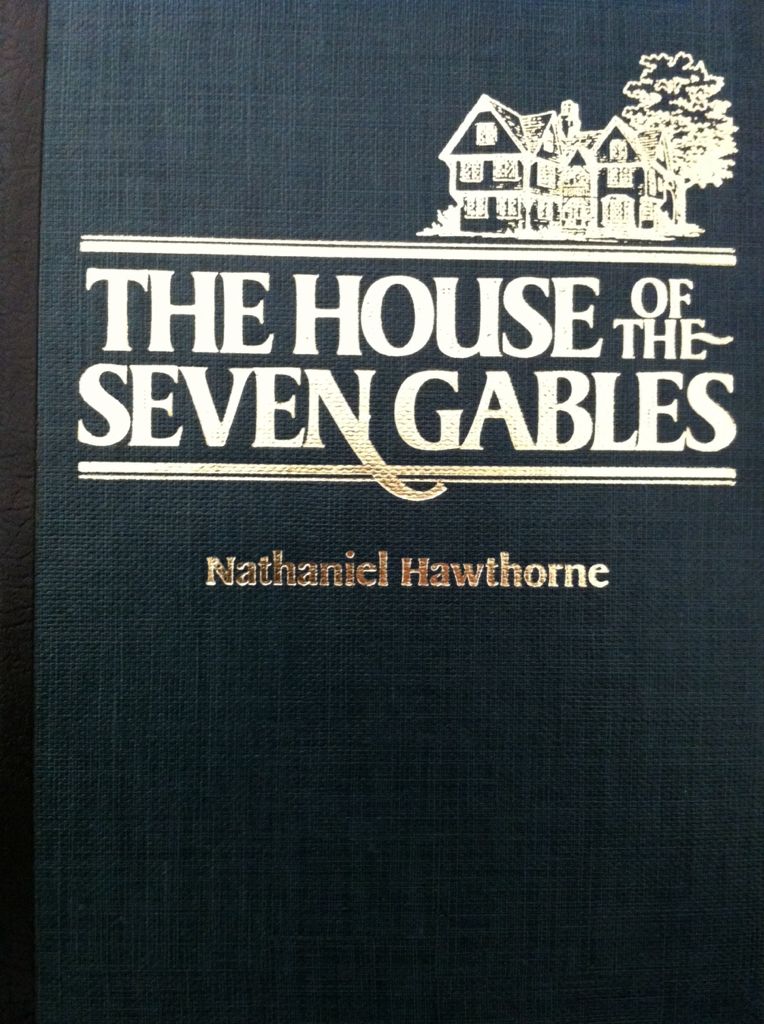 THE HOUSE OF THE
SEVEN GABLES
Nathaniel Hawthorne